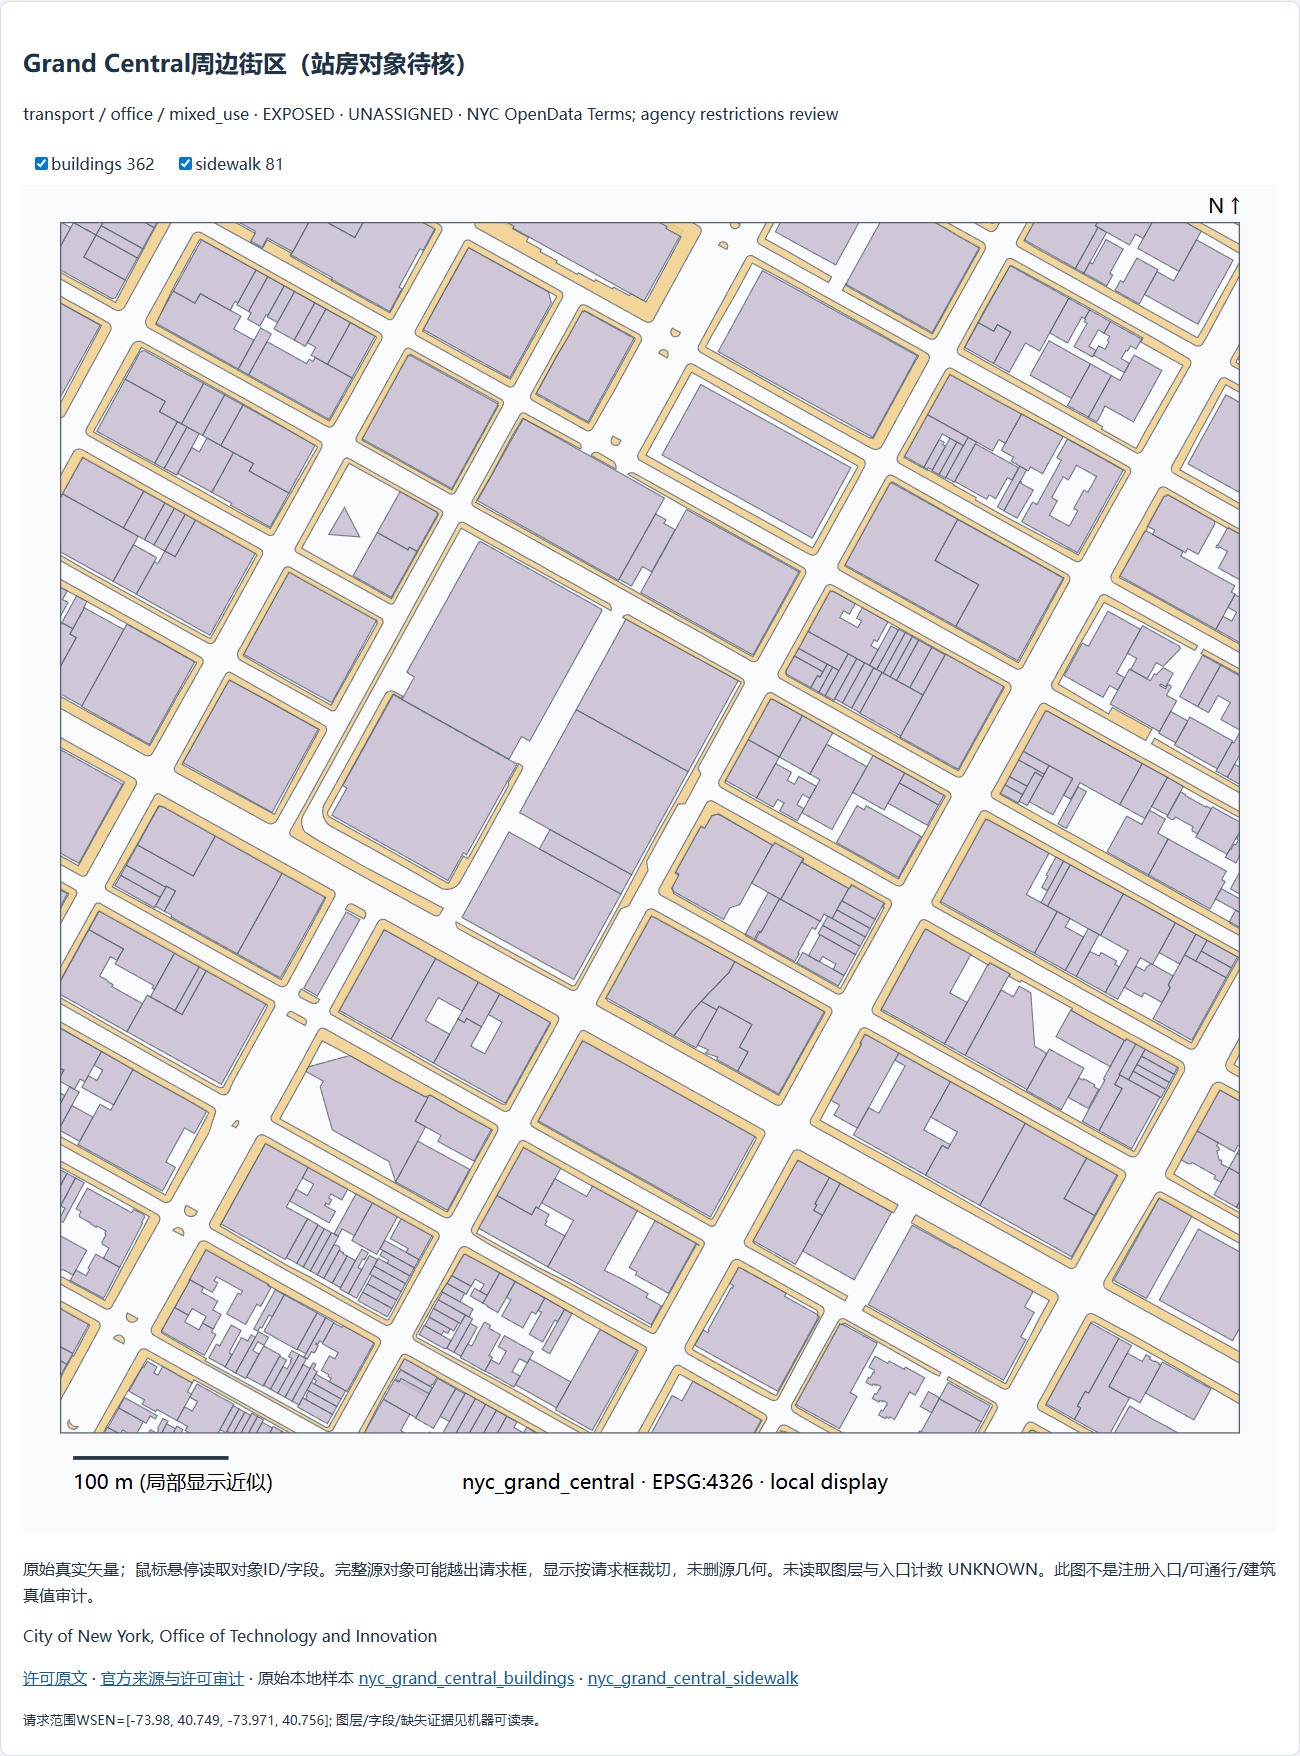 Grand Central周边街区（站房对象待核）
transport / office / mixed_use · EXPOSED · UNASSIGNED · NYC OpenData Terms; agency restrictions review
buildings 362 sidewalk 81
N ↑
100 m (局部显示近似)
nyc_grand_central · EPSG:4326 · local display
原始真实矢量；鼠标悬停读取对象ID/字段。完整源对象可能越出请求框，显示按请求框裁切，未删源几何。未读取图层与入口计数 UNKNOWN。此图不是注册入口/可通行/建筑
真值审计。
City of New York, Office of Technology and Innovation
许可原文 · 官方来源与许可审计 · 原始本地样本 nyc_grand_central_buildings · nyc_grand_central_sidewalk
请求范围WSEN=[-73.98, 40.749, -73.971, 40.756]; 图层/字段/缺失证据见机器可读表。